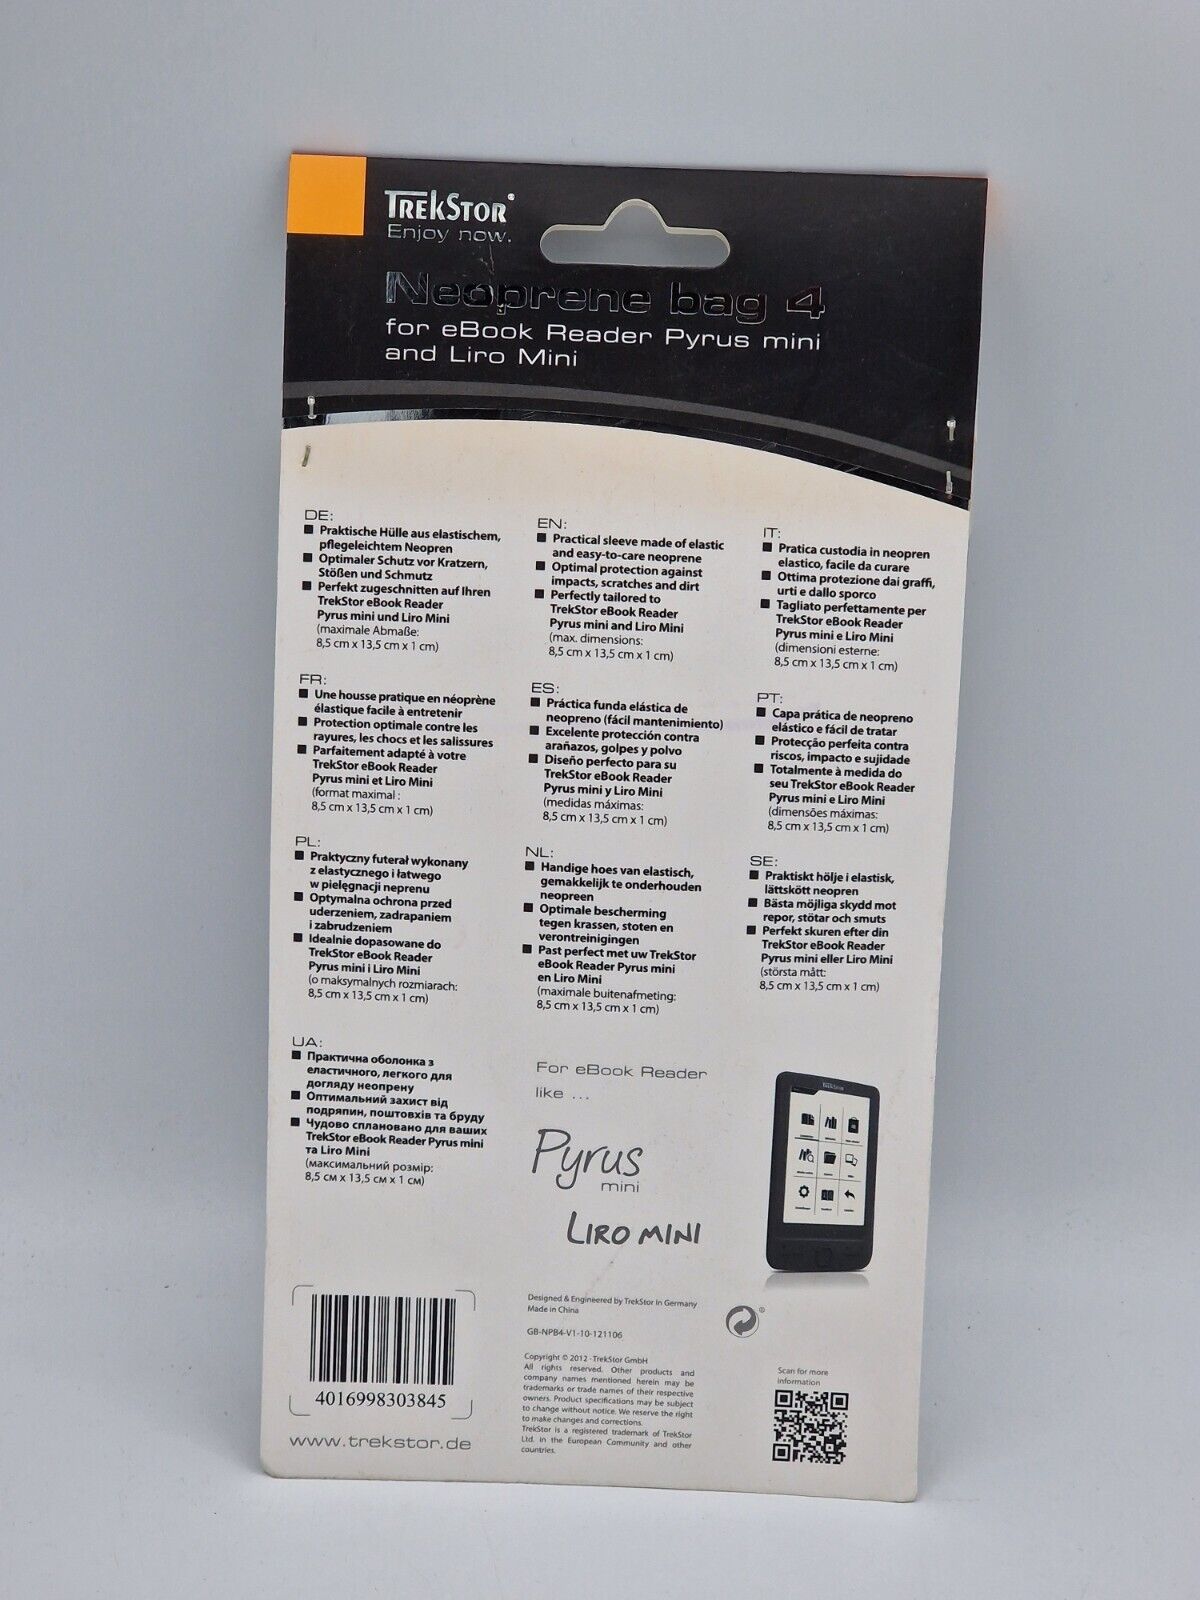 TREKSTOR®
Enjoy now.
Neoprene bag 4
for eBook Reader Pyrus mini
and Liro Mini
DE:
■ Praktische Hülle aus elastischem,
pflegeleichtem Neopren
■ Optimaler Schutz vor Kratzern,
Stößen und Schmutz
■ Perfekt zugeschnitten auf Ihren
TrekStor eBook Reader
Pyrus mini und Liro Mini
(maximale Abmaße:
8,5 cm x 13,5 cm x 1 cm)
EN:
■ Practical sleeve made of elastic
and easy-to-care neoprene
■ Optimal protection against
impacts, scratches and dirt
■ Perfectly tailored to
TrekStor eBook Reader
Pyrus mini and Liro Mini
(max. dimensions:
8,5 cm x 13,5 cm x 1 cm)
IT:
■ Pratica custodia in neopren
elastico, facile da curare
■ Ottima protezione dai graffi,
urti e dallo sporco
■ Tagliato perfettamente per
TrekStor eBook Reader
Pyrus mini e Liro Mini
(dimensioni esterne:
8,5 cm x 13,5 cm x 1 cm)
FR:
■ Une housse pratique en néoprène
élastique facile à entretenir
■ Protection optimale contre les
rayures, les chocs et les salissures
■ Parfaitement adapté à votre
TrekStor eBook Reader
Pyrus mini et Liro Mini
(format maximal :
8,5 cm x 13,5 cm x 1 cm)
ES:
■ Práctica funda elástica de
neopreno (fácil mantenimiento)
■ Excelente protección contra
arañazos, golpes y polvo
■ Diseño perfecto para su
TrekStor eBook Reader
Pyrus mini y Liro Mini
(medidas máximas:
8,5 cm x 13,5 cm x 1 cm)
PT:
■ Capa prática de neopreno
elástico e fácil de tratar
■ Protecção perfeita contra
riscos, impacto e sujidade
■ Totalmente à medida do
seu TrekStor eBook Reader
Pyrus mini e Liro Mini
(dimensões máximas:
8,5 cm x 13,5 cm x 1 cm)
PL:
■ Praktyczny futerał wykonany
z elastycznego i łatwego
w pielęgnacji neprenu
■ Optymalna ochrona przed
uderzeniem, zadrapaniem
i zabrudzeniem
■ Idealnie dopasowane do
TrekStor eBook Reader
Pyrus mini i Liro Mini
(o maksymalnych rozmiarach:
8,5 cm x 13,5 cm x 1 cm)
NL:
■ Handige hoes van elastisch,
gemakkelijk te onderhouden
neopreen
■ Optimale bescherming
tegen krassen, stoten en
verontreinigingen
■ Past perfect met uw TrekStor
eBook Reader Pyrus mini
en Liro Mini
(maximale buitenafmeting:
8,5 cm x 13,5 cm x 1 cm)
SE:
■ Praktiskt hölje i elastisk,
lättskött neopren
■ Bästa möjliga skydd mot
repor, stötar och smuts
■ Perfekt skuren efter din
TrekStor eBook Reader
Pyrus mini eller Liro Mini
(största mått:
8,5 cm x 13,5 cm x 1 cm)
UA:
■ Практична оболонка з
еластичного, легкого для
догляду неопрену
■ Оптимальний захист від
подряпин, поштовхів та бруду
■ Чудово сплановано для ваших
TrekStor eBook Reader Pyrus mini
та Liro Mini
(максимальний розмір:
8,5 см x 13,5 см x 1 см)
For eBook Reader
like ...
Pyrus
mini
LIRO MINI
TREKSTOR
4016998303845
www.trekstor.de
Designed & Engineered by TrekStor in Germany
Made in China
GB-NPB4-V1-10-121106
Copyright © 2012 · TrekStor GmbH
All rights reserved. Other products and
company names mentioned herein may be
trademarks or trade names of their respective
owners. Product specifications may be subject
to change without notice. We reserve the right
to make changes and corrections.
TrekStor is a registered trademark of TrekStor
Ltd. in the European Community and other
countries.
®
Scan for more
information